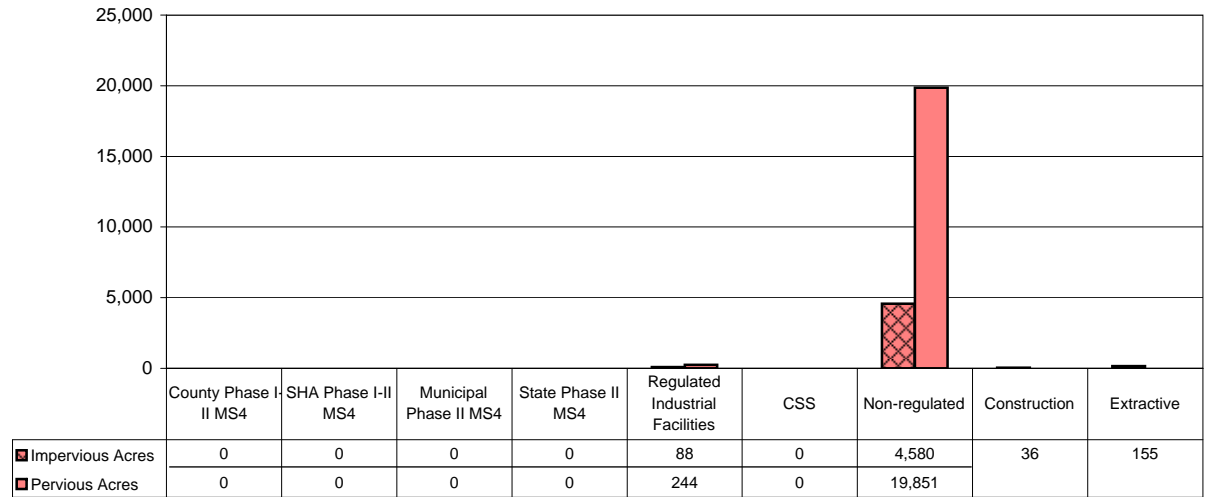 25,000
20,000
15,000
10,000
5,000
0
County Phase I-
II MS4
SHA Phase I-II
MS4
Municipal
Phase II MS4
State Phase II
MS4
Regulated
Industrial
Facilities
CSS
Non-regulated
Construction
Extractive
Impervious Acres 0 0 0 0 88 0 4,580 36 155
Pervious Acres 0 0 0 0 244 0 19,851